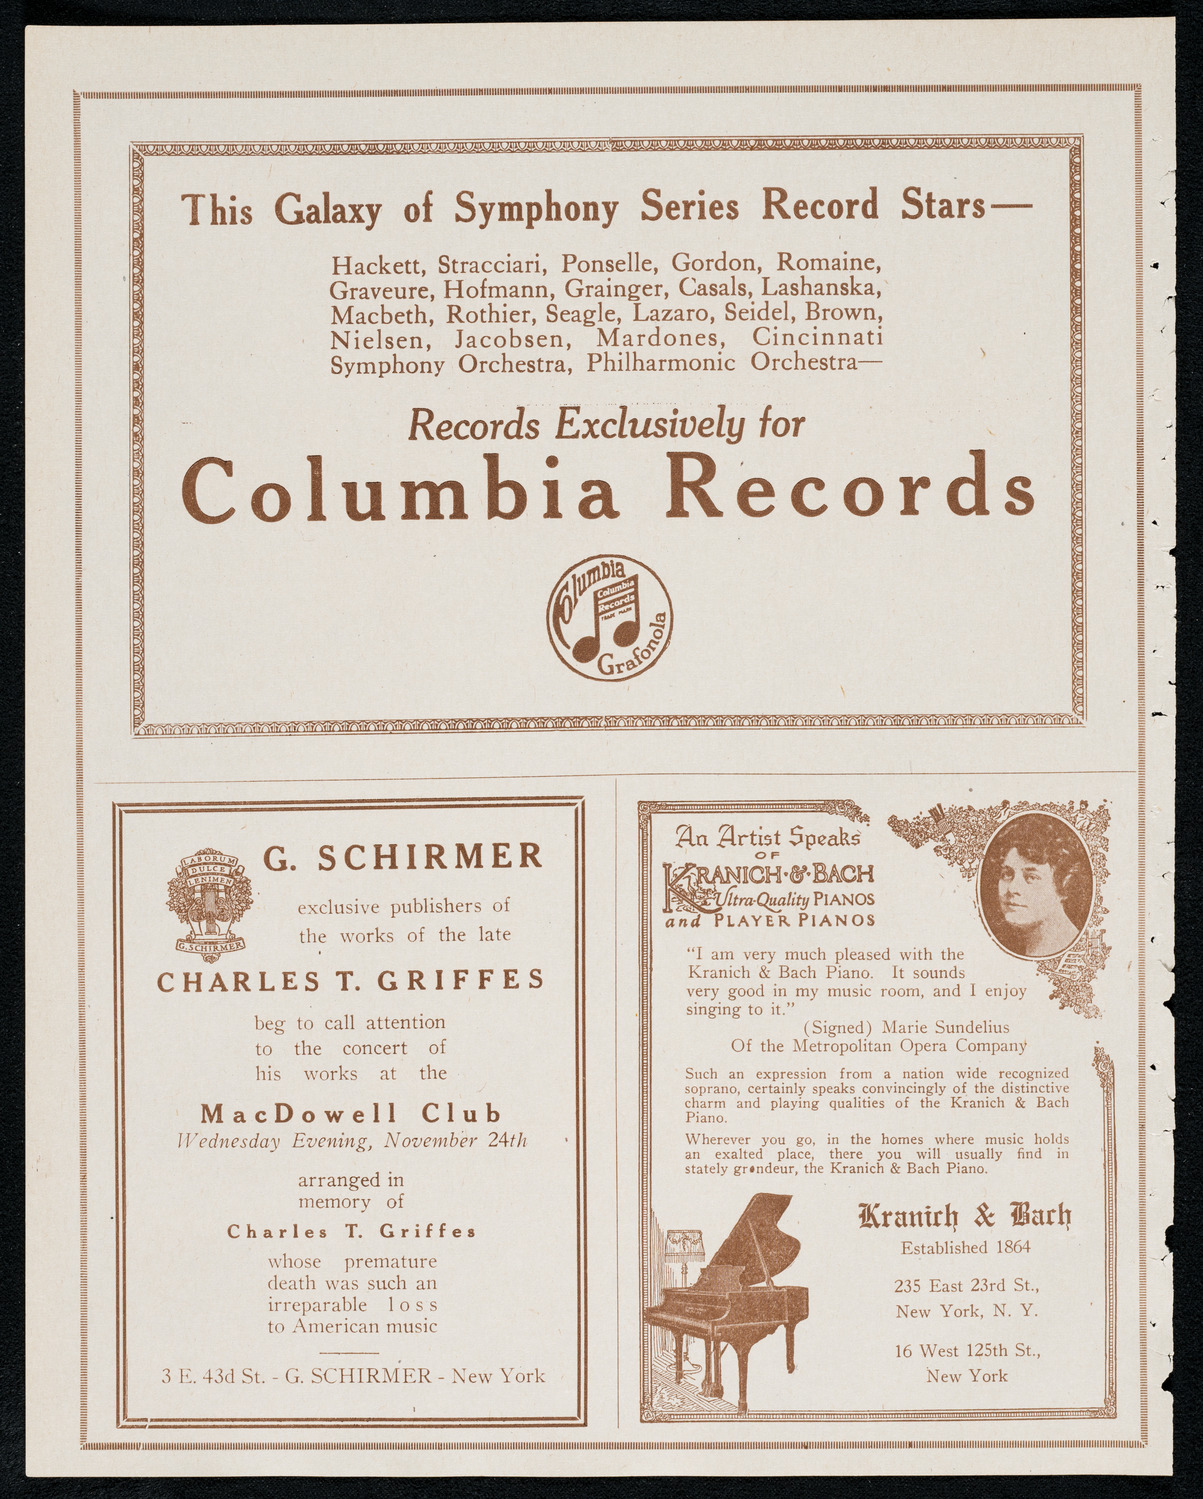 This Galaxy of Symphony Series Record Stars—
Hackett, Stracciari, Ponselle, Gordon, Romaine,
Graveure, Hofmann, Grainger, Casals, Lashanska,
Macbeth, Rothier, Seagle, Lazaro, Seidel, Brown,
Nielsen, Jacobsen, Mardones, Cincinnati
Symphony Orchestra, Philharmonic Orchestra—
Records Exclusively for
Columbia Records
Columbia
Columbia
Records
TRADE MARK
Grafonola
LABORUM
DULCE
LENIMEN
G. SCHIRMER
G. SCHIRMER
exclusive publishers of
the works of the late
CHARLES T. GRIFFES
beg to call attention
to the concert of
his works at the
MacDowell Club
Wednesday Evening, November 24th
arranged in
memory of
Charles T. Griffes
whose premature
death was such an
irreparable loss
to American music
3 E. 43d St. - G. SCHIRMER - New York
An Artist Speaks
OF
KRANICH·&·BACH
Ultra-Quality PIANOS
and PLAYER PIANOS
"I am very much pleased with the
Kranich & Bach Piano. It sounds
very good in my music room, and I enjoy
singing to it."
(Signed) Marie Sundelius
Of the Metropolitan Opera Company
Such an expression from a nation wide recognized
soprano, certainly speaks convincingly of the distinctive
charm and playing qualities of the Kranich & Bach
Piano.
Wherever you go, in the homes where music holds
an exalted place, there you will usually find in
stately grandeur, the Kranich & Bach Piano.
Kranich & Bach
Established 1864
235 East 23rd St.,
New York, N. Y.
16 West 125th St.,
New York